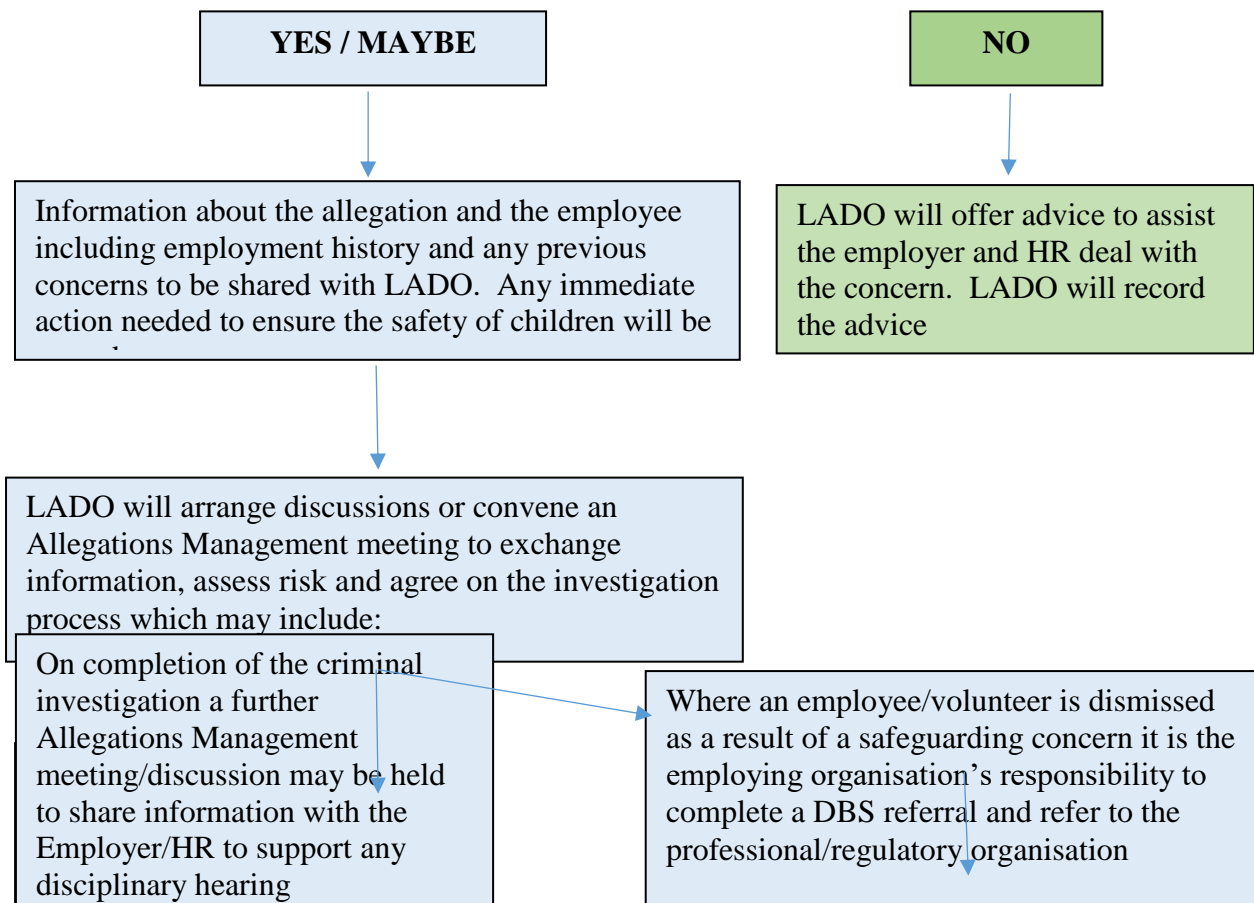 YES / MAYBE
NO
Information about the allegation and the employee
including employment history and any previous
concerns to be shared with LADO.  Any immediate
action needed to ensure the safety of children will be
LADO will offer advice to assist
the employer and HR deal with
the concern.  LADO will record
the advice
LADO will arrange discussions or convene an
Allegations Management meeting to exchange
information, assess risk and agree on the investigation
process which may include:
On completion of the criminal
investigation a further
Allegations Management
meeting/discussion may be held
to share information with the
Employer/HR to support any
disciplinary hearing
Where an employee/volunteer is dismissed
as a result of a safeguarding concern it is the
employing organisation’s responsibility to
complete a DBS referral and refer to the
professional/regulatory organisation